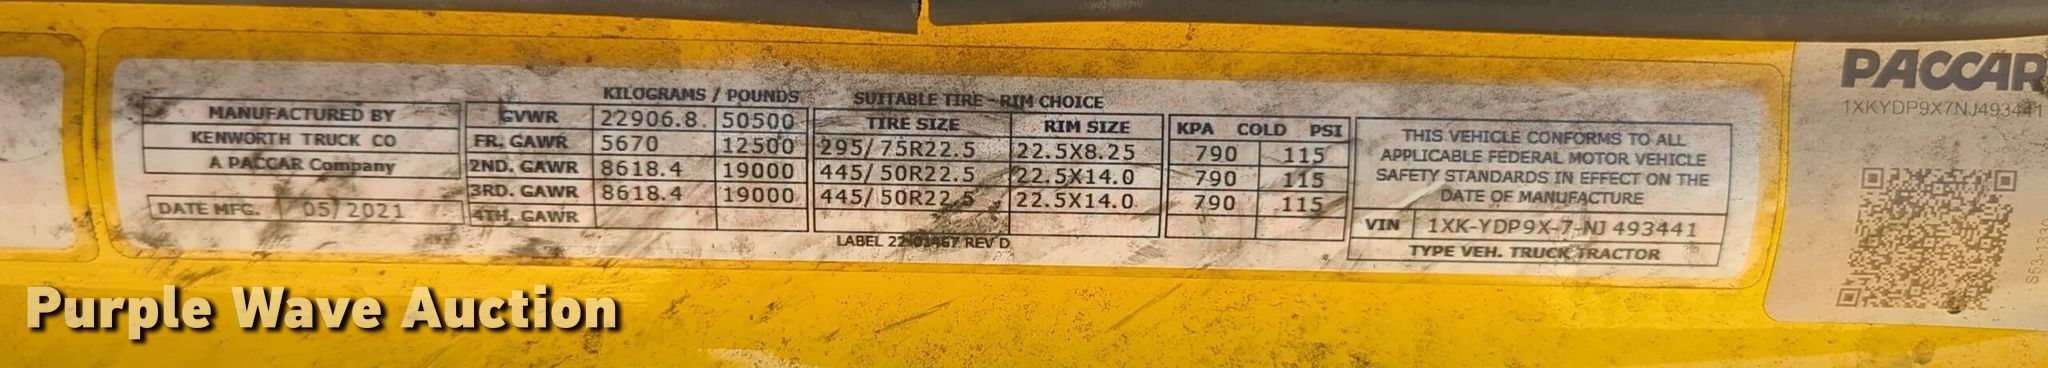 MANUFACTURED BY
KENWORTH TRUCK CO
A PACCAR Company
DATE MFG. 05/2021
KILOGRAMS / POUNDS
GVWR 22906.8 50500
FR. GAWR 5670 12500
2ND. GAWR 8618.4 19000
3RD. GAWR 8618.4 19000
4TH. GAWR
SUITABLE TIRE - RIM CHOICE
TIRE SIZE RIM SIZE KPA COLD PSI
295/75R22.5 22.5X8.25 790 115
445/50R22.5 22.5X14.0 790 115
445/50R22.5 22.5X14.0 790 115
LABEL 22-01467 REV D
THIS VEHICLE CONFORMS TO ALL
APPLICABLE FEDERAL MOTOR VEHICLE
SAFETY STANDARDS IN EFFECT ON THE
DATE OF MANUFACTURE
VIN 1XK-YDP9X-7-NJ 493441
TYPE VEH. TRUCK TRACTOR
PACCAR
1XKYDP9X7NJ493441
Purple Wave Auction